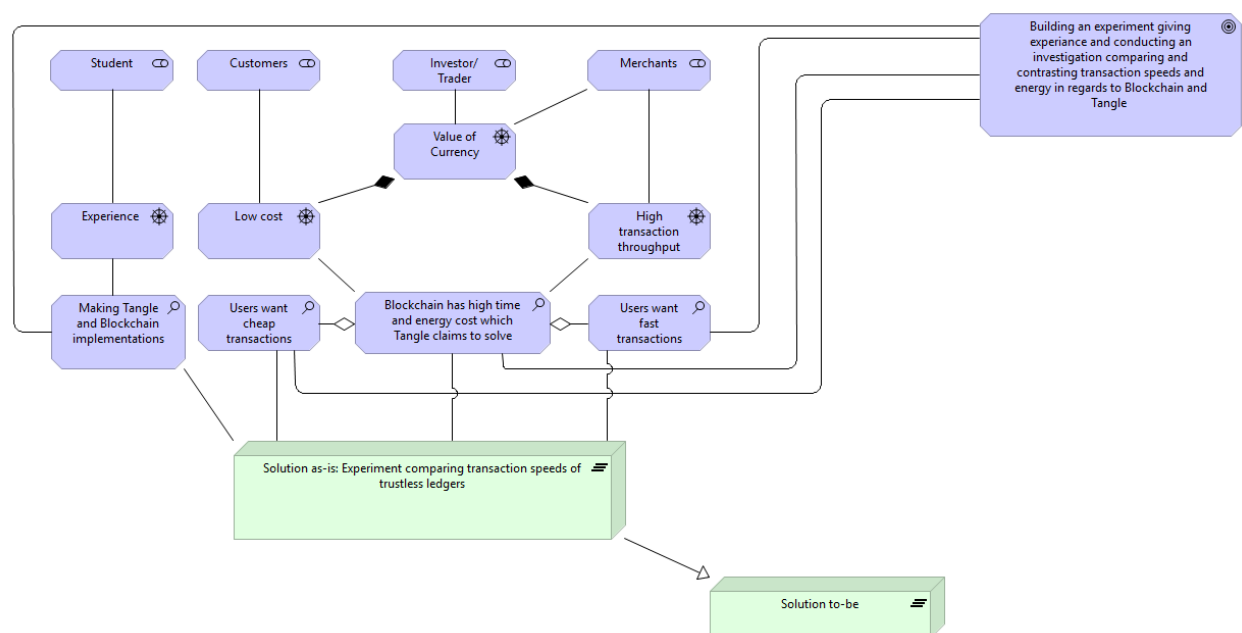 Building an experiment giving
experiance and conducting an
investigation comparing and
contrasting transaction speeds and
energy in regards to Blockchain and
Tangle
Student
Customers
Investor/
Trader
Merchants
Value of
Currency
Experience
Low cost
High
transaction
throughput
Making Tangle
and Blockchain
implementations
Users want
cheap
transactions
Blockchain has high time
and energy cost which
Tangle claims to solve
Users want
fast
transactions
Solution as-is: Experiment comparing transaction speeds of
trustless ledgers
Solution to-be